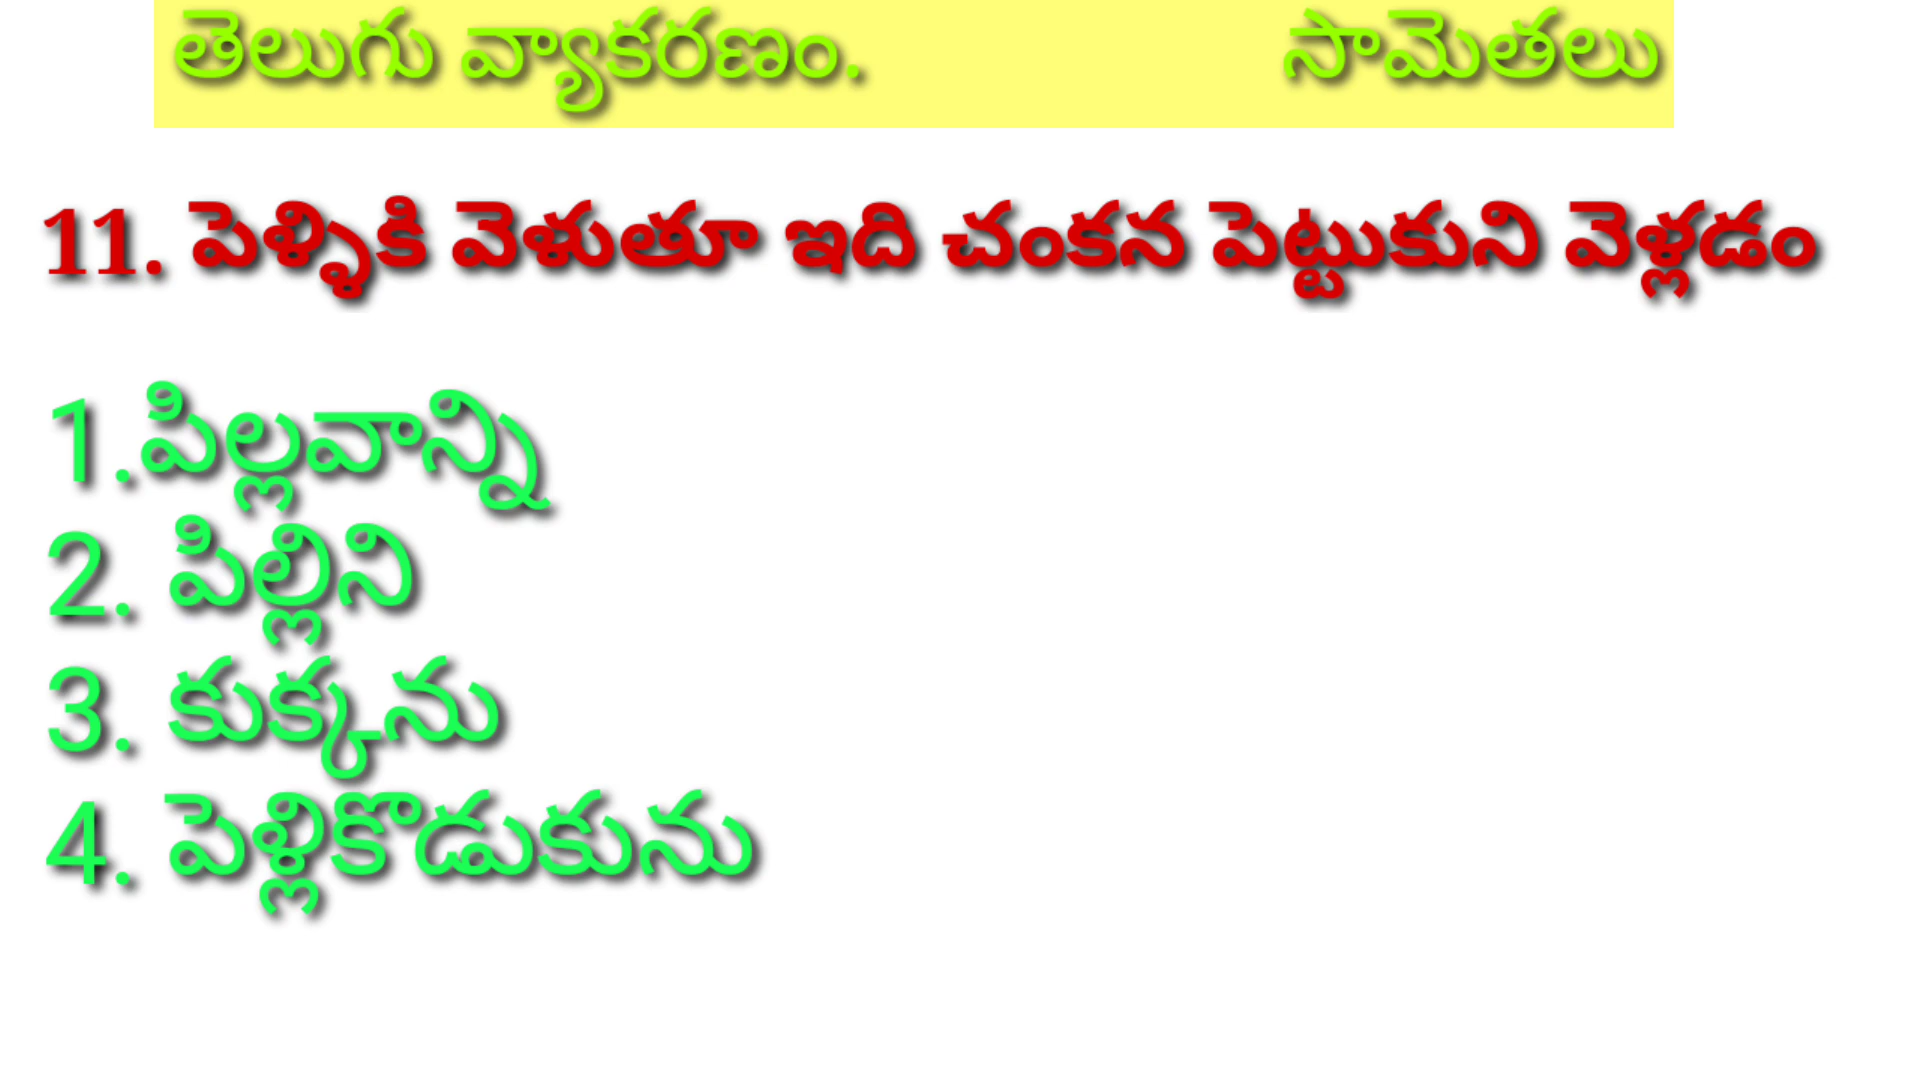 తెలుగు వ్యాకరణం. సామెతలు
11. పెళ్ళికి వెళుతూ ఇది చంకన పెట్టుకుని వెళ్లడం
1.పిల్లవాన్ని
2. పిల్లిని
3. కుక్కను
4. పెళ్లికొడుకును